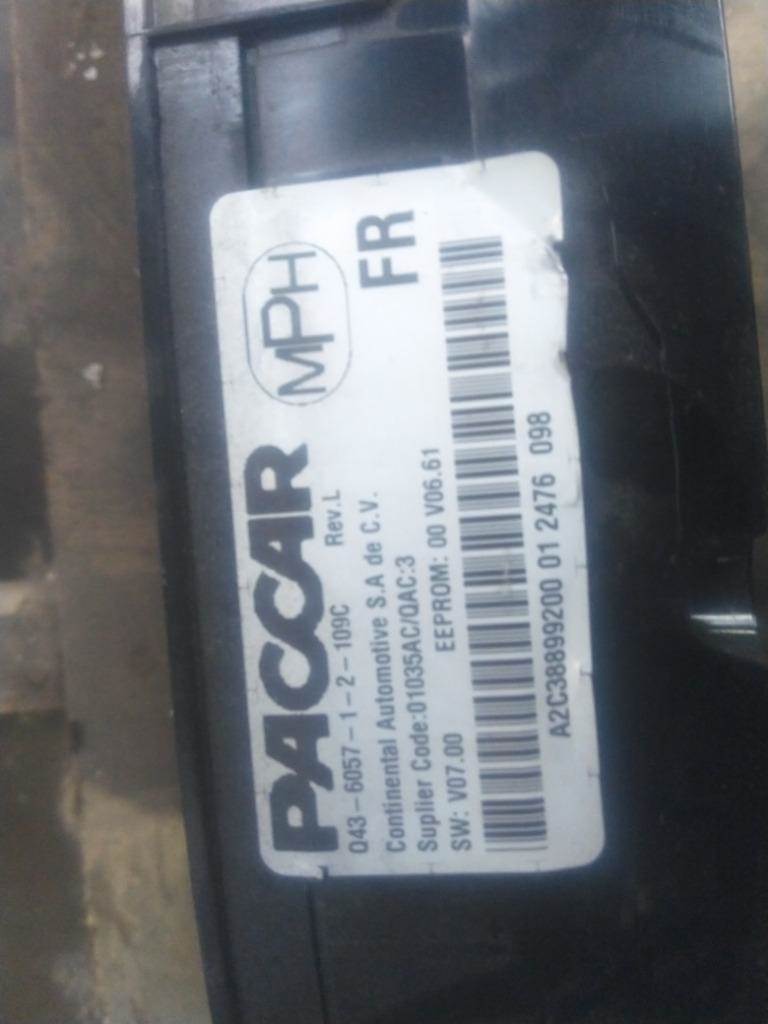 PACCAR MPH
Q43-6057-1-2-109C Rev.L FR
Continental Automotive S.A de C.V.
Suplier Code:01035AC/QAC:3
SW: V07.00 EEPROM: 00 V06.61
A2C38899200 01 2476 098